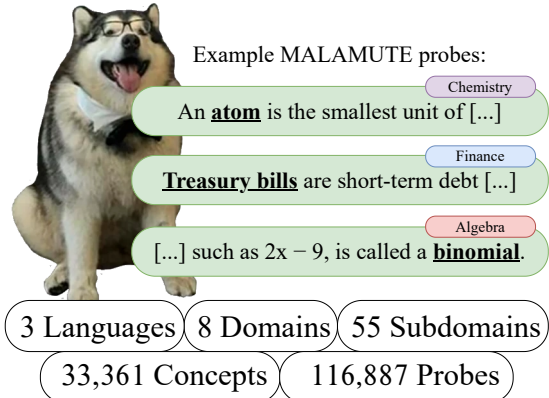 Example MALAMUTE probes:
Chemistry
An atom is the smallest unit of [...]
Finance
Treasury bills are short-term debt [...]
Algebra
[...] such as 2x − 9, is called a binomial.
3 Languages 8 Domains 55 Subdomains
33,361 Concepts 116,887 Probes